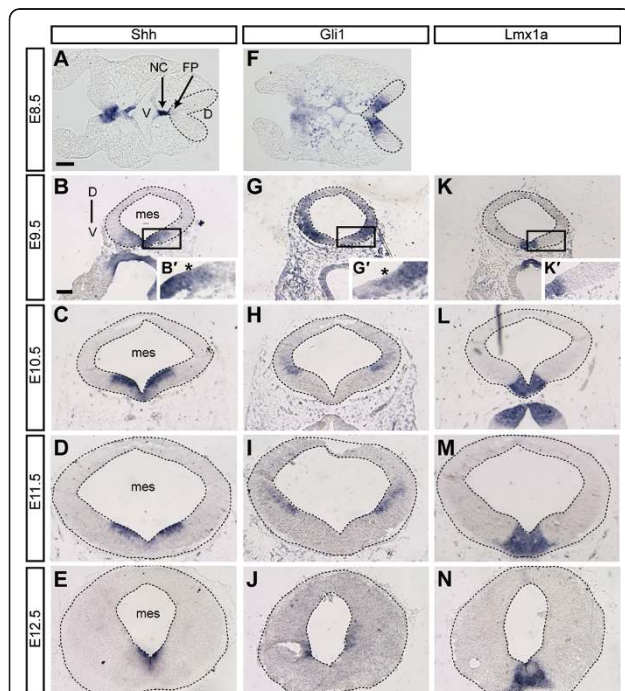 Shh Gli1 Lmx1a
E8.5
A NC FP V D
F
E9.5
B D V mes B′ *
G G′ *
K K′
E10.5
C mes
H
L
E11.5
D mes
I
M
E12.5
E mes
J
N